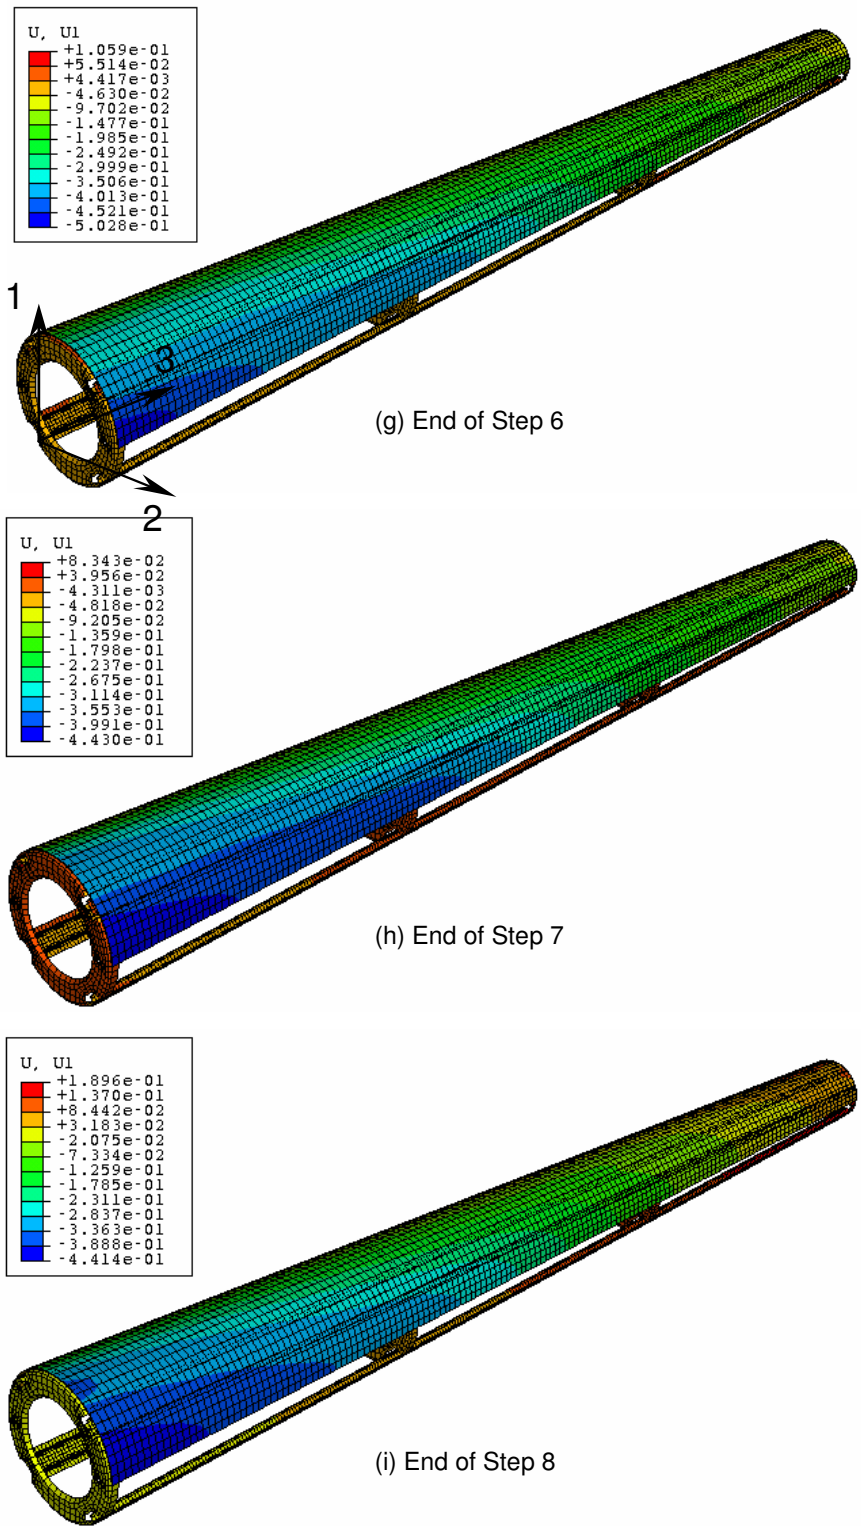 U, U1
+1.059e-01
+5.514e-02
+4.417e-03
-4.630e-02
-9.702e-02
-1.477e-01
-1.985e-01
-2.492e-01
-2.999e-01
-3.506e-01
-4.013e-01
-4.521e-01
-5.028e-01
1
3
2
(g) End of Step 6
U, U1
+8.343e-02
+3.956e-02
-4.311e-03
-4.818e-02
-9.205e-02
-1.359e-01
-1.798e-01
-2.237e-01
-2.675e-01
-3.114e-01
-3.553e-01
-3.991e-01
-4.430e-01
(h) End of Step 7
U, U1
+1.896e-01
+1.370e-01
+8.442e-02
+3.183e-02
-2.075e-02
-7.334e-02
-1.259e-01
-1.785e-01
-2.311e-01
-2.837e-01
-3.363e-01
-3.888e-01
-4.414e-01
(i) End of Step 8